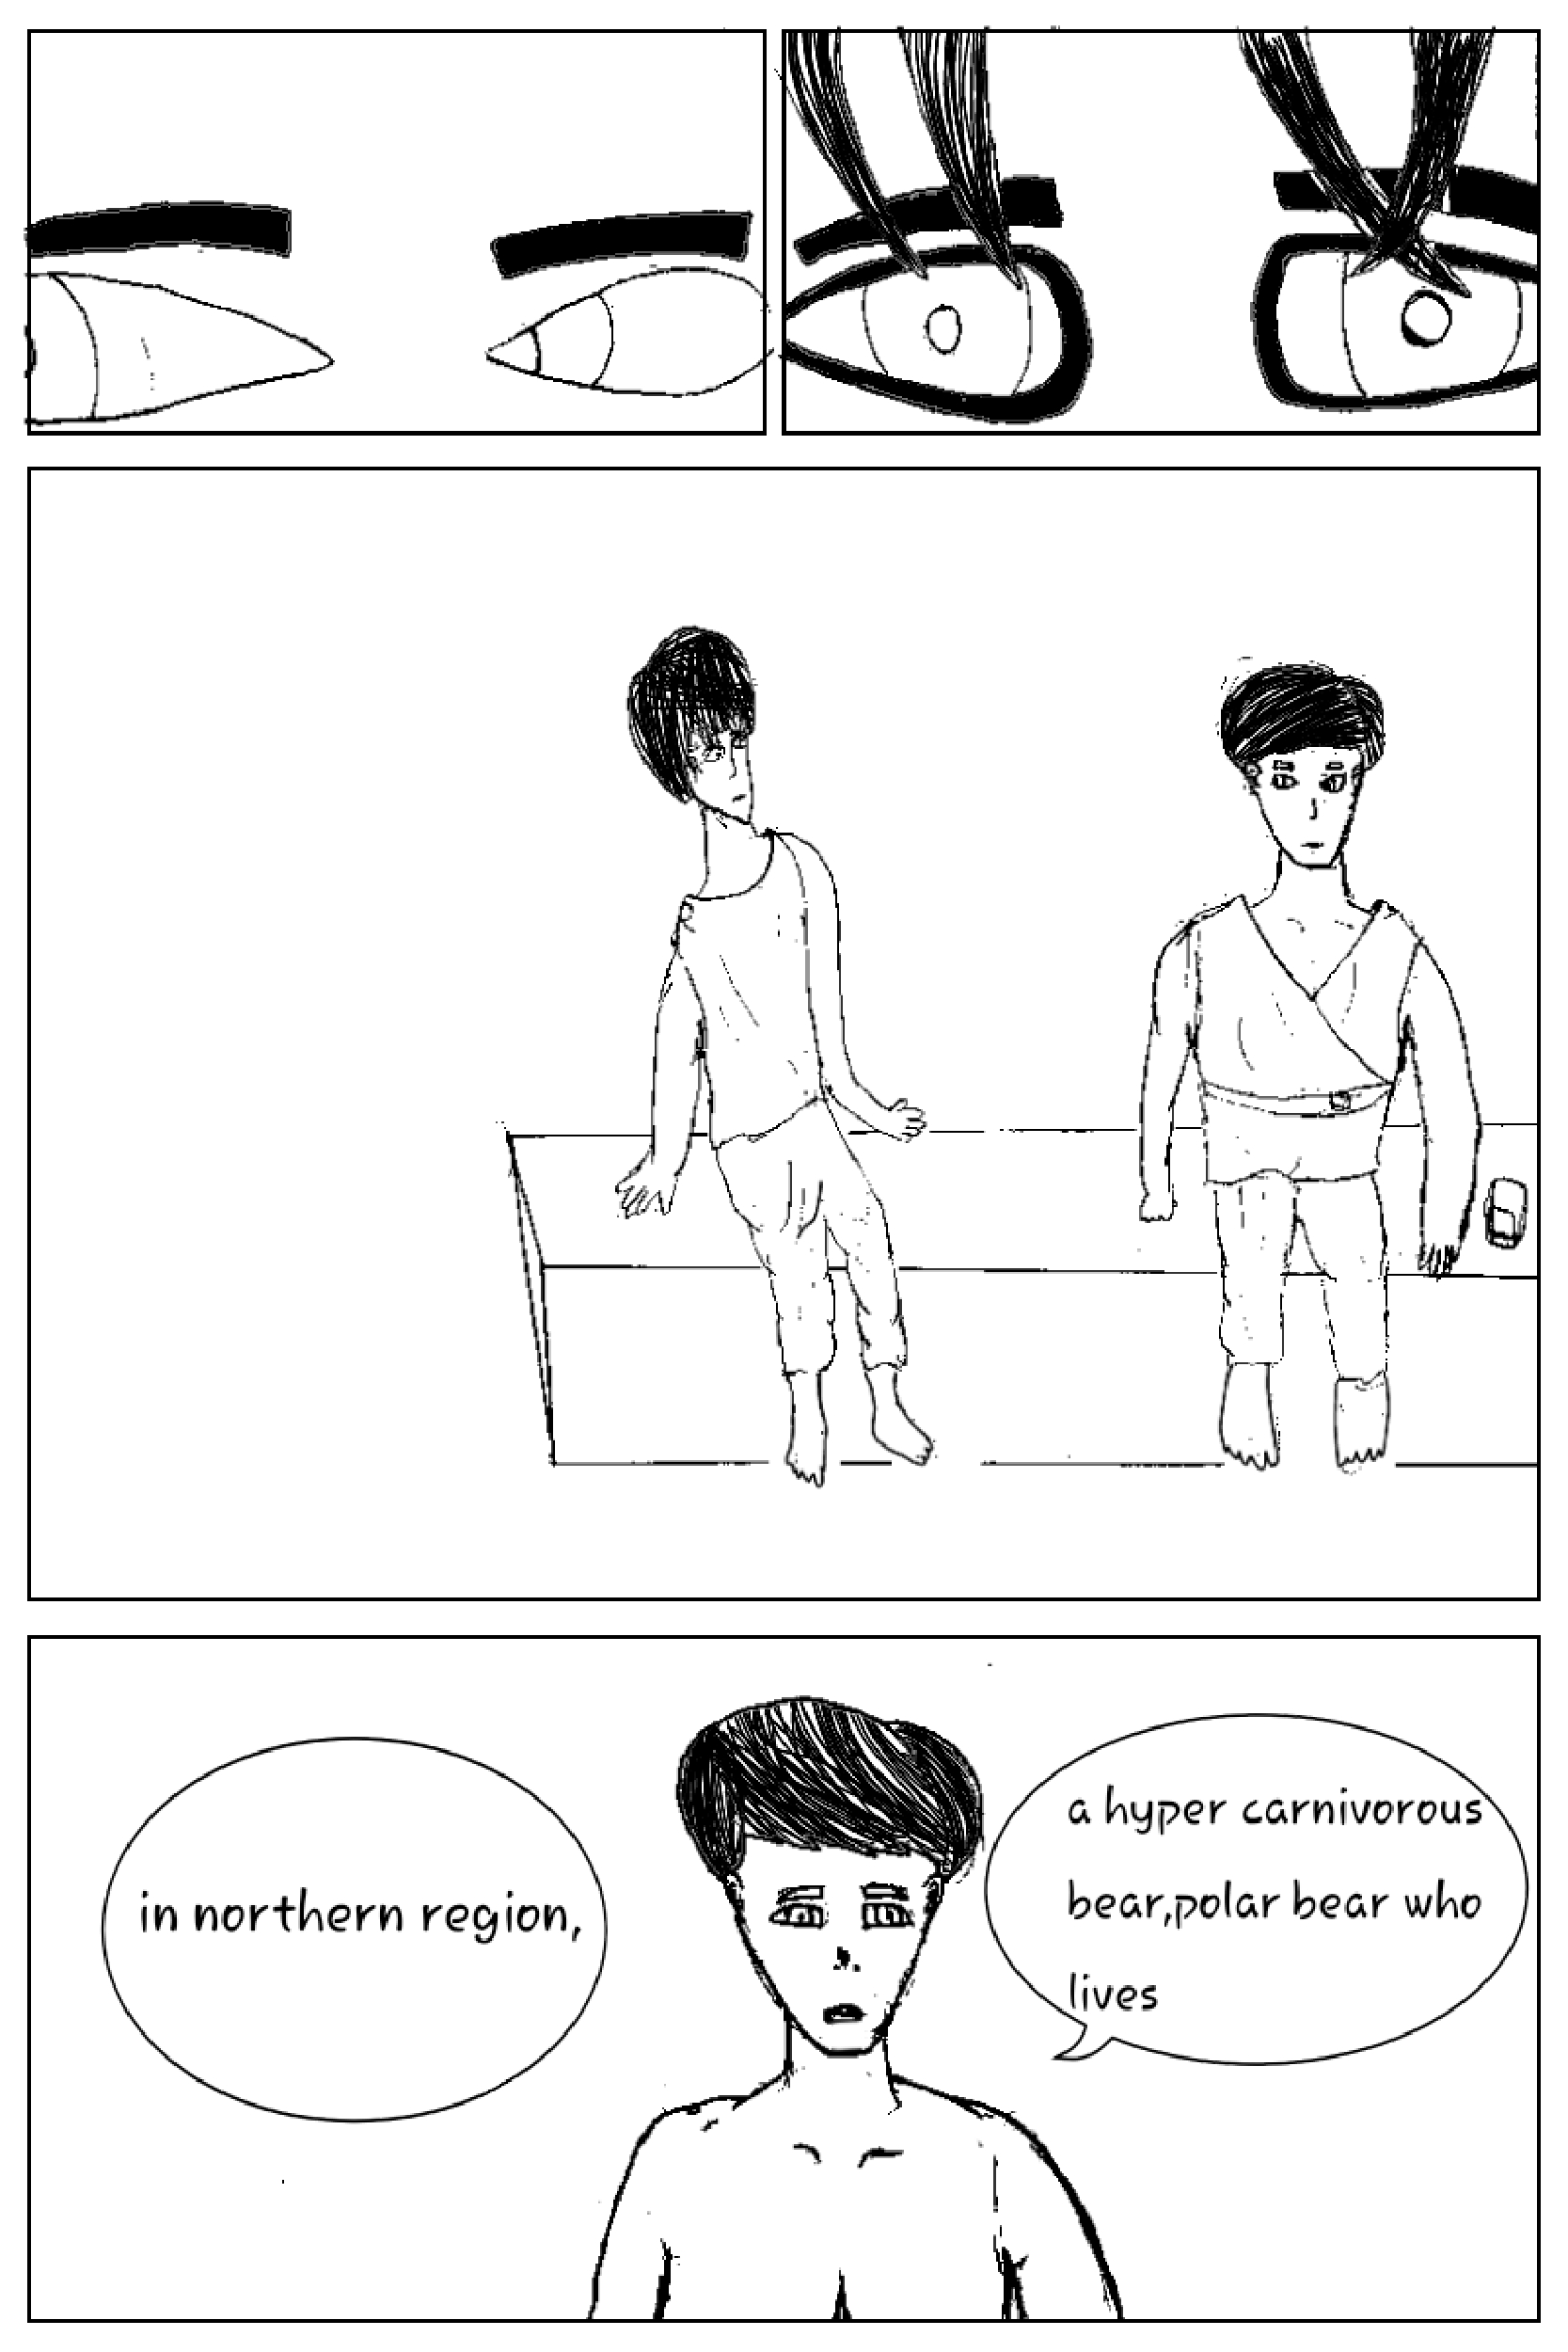 in northern region,
a hyper carnivorous
bear,polar bear who
lives